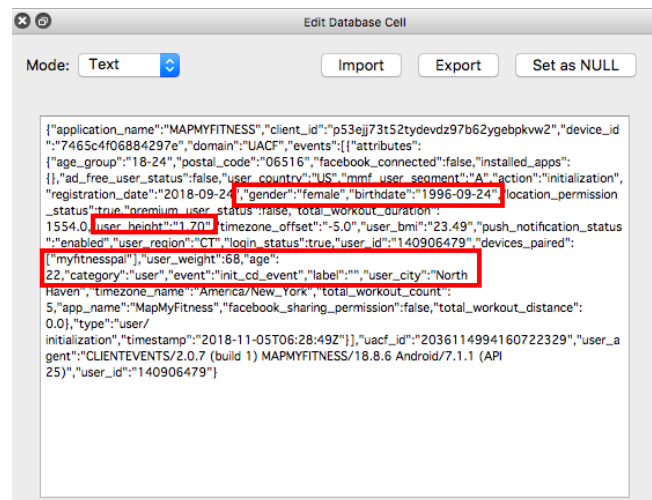 Edit Database Cell
Mode: Text Import Export Set as NULL
{"application_name":"MAPMYFITNESS","client_id":"p53ejj73t52tydevdz97b62ygebpkvw2","device_id
":"7465c4f06884297e","domain":"UACF","events":[{"attributes":
{"age_group":"18-24","postal_code":"06516","facebook_connected":false,"installed_apps":
{},"ad_free_user_status":false,"user_country":"US","mmf_user_segment":"A","action":"initialization",
"registration_date":"2018-09-24","gender":"female","birthdate":"1996-09-24","location_permission
_status":true,"premium_user_status":false,"total_workout_duration":
1554.0,"user_height":"1.70","timezone_offset":"-5.0","user_bmi":"23.49","push_notification_status
":"enabled","user_region":"CT","login_status":true,"user_id":"140906479","devices_paired":
["myfitnesspal"],"user_weight":68,"age":
22,"category":"user","event":"init_cd_event","label":"","user_city":"North
Haven","timezone_name":"America/New_York","total_workout_count":
5,"app_name":"MapMyFitness","facebook_sharing_permission":false,"total_workout_distance":
0.0},"type":"user/
initialization","timestamp":"2018-11-05T06:28:49Z"}],"uacf_id":"2036114994160722329","user_a
gent":"CLIENTEVENTS/2.0.7 (build 1) MAPMYFITNESS/18.8.6 Android/7.1.1 (API
25)","user_id":"140906479"}